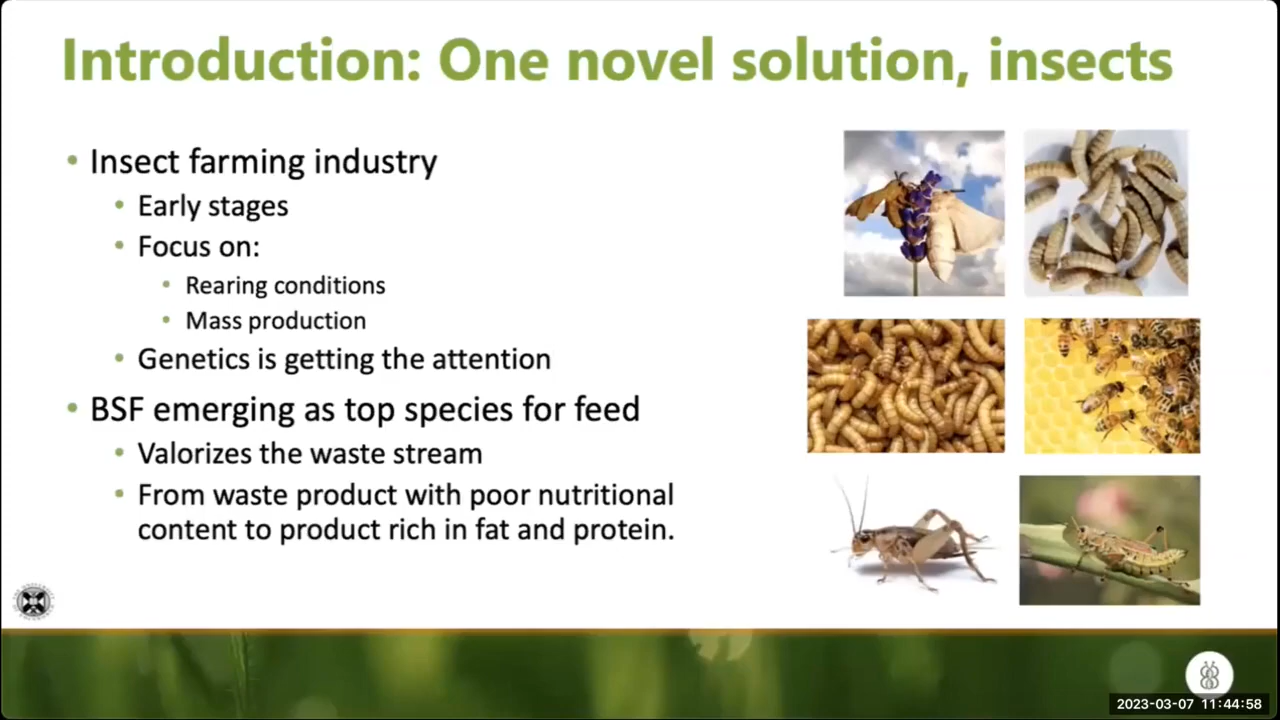 Introduction: One novel solution, insects
• Insect farming industry
• Early stages
• Focus on:
• Rearing conditions
• Mass production
• Genetics is getting the attention
• BSF emerging as top species for feed
• Valorizes the waste stream
• From waste product with poor nutritional
content to product rich in fat and protein.
2023-03-07 11:44:58